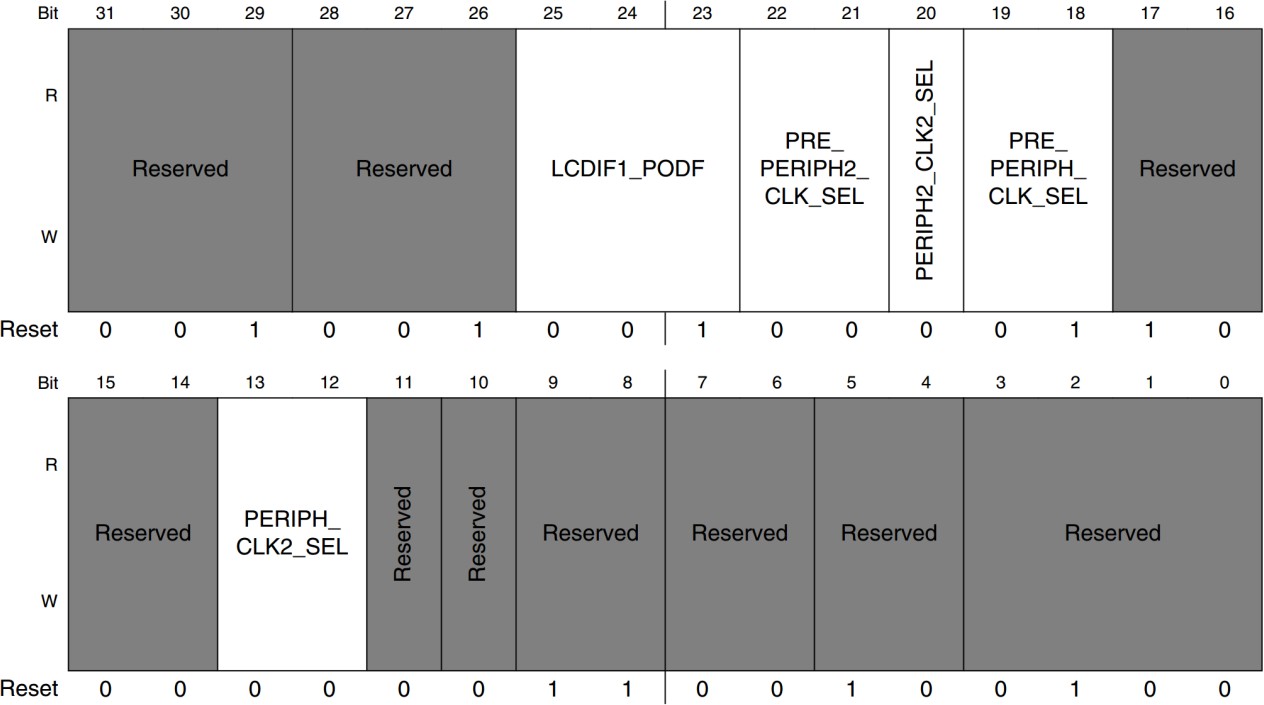 Bit 31 30 29 28 27 26 25 24 23 22 21 20 19 18 17 16
R
Reserved Reserved LCDIF1_PODF PRE_
PERIPH2_
CLK_SEL PERIPH2_CLK2_SEL PRE_
PERIPH_
CLK_SEL Reserved
W
Reset 0 0 1 0 0 1 0 0 1 0 0 0 0 1 1 0
Bit 15 14 13 12 11 10 9 8 7 6 5 4 3 2 1 0
R
Reserved PERIPH_
CLK2_SEL Reserved Reserved Reserved Reserved Reserved Reserved
W
Reset 0 0 0 0 0 0 1 1 0 0 1 0 0 1 0 0